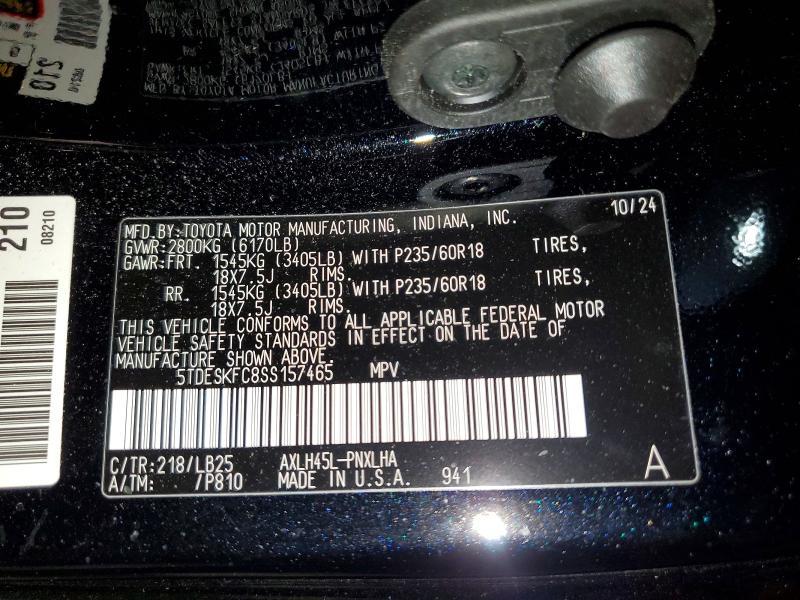 210
08210
10/24
MFD.BY:TOYOTA MOTOR MANUFACTURING, INDIANA, INC.
GVWR:2800KG (6170LB)
GAWR:FRT. 1545KG (3405LB) WITH P235/60R18 TIRES,
18X7.5J RIMS.
RR. 1545KG (3405LB) WITH P235/60R18 TIRES,
18X7.5J RIMS.
THIS VEHICLE CONFORMS TO ALL APPLICABLE FEDERAL MOTOR
VEHICLE SAFETY STANDARDS IN EFFECT ON THE DATE OF
MANUFACTURE SHOWN ABOVE.
5TDESKFC8SS157465 MPV
C/TR:218/LB25 AXLH45L-PNXLHA
A/TM: /P810 MADE IN U.S.A. 941
A